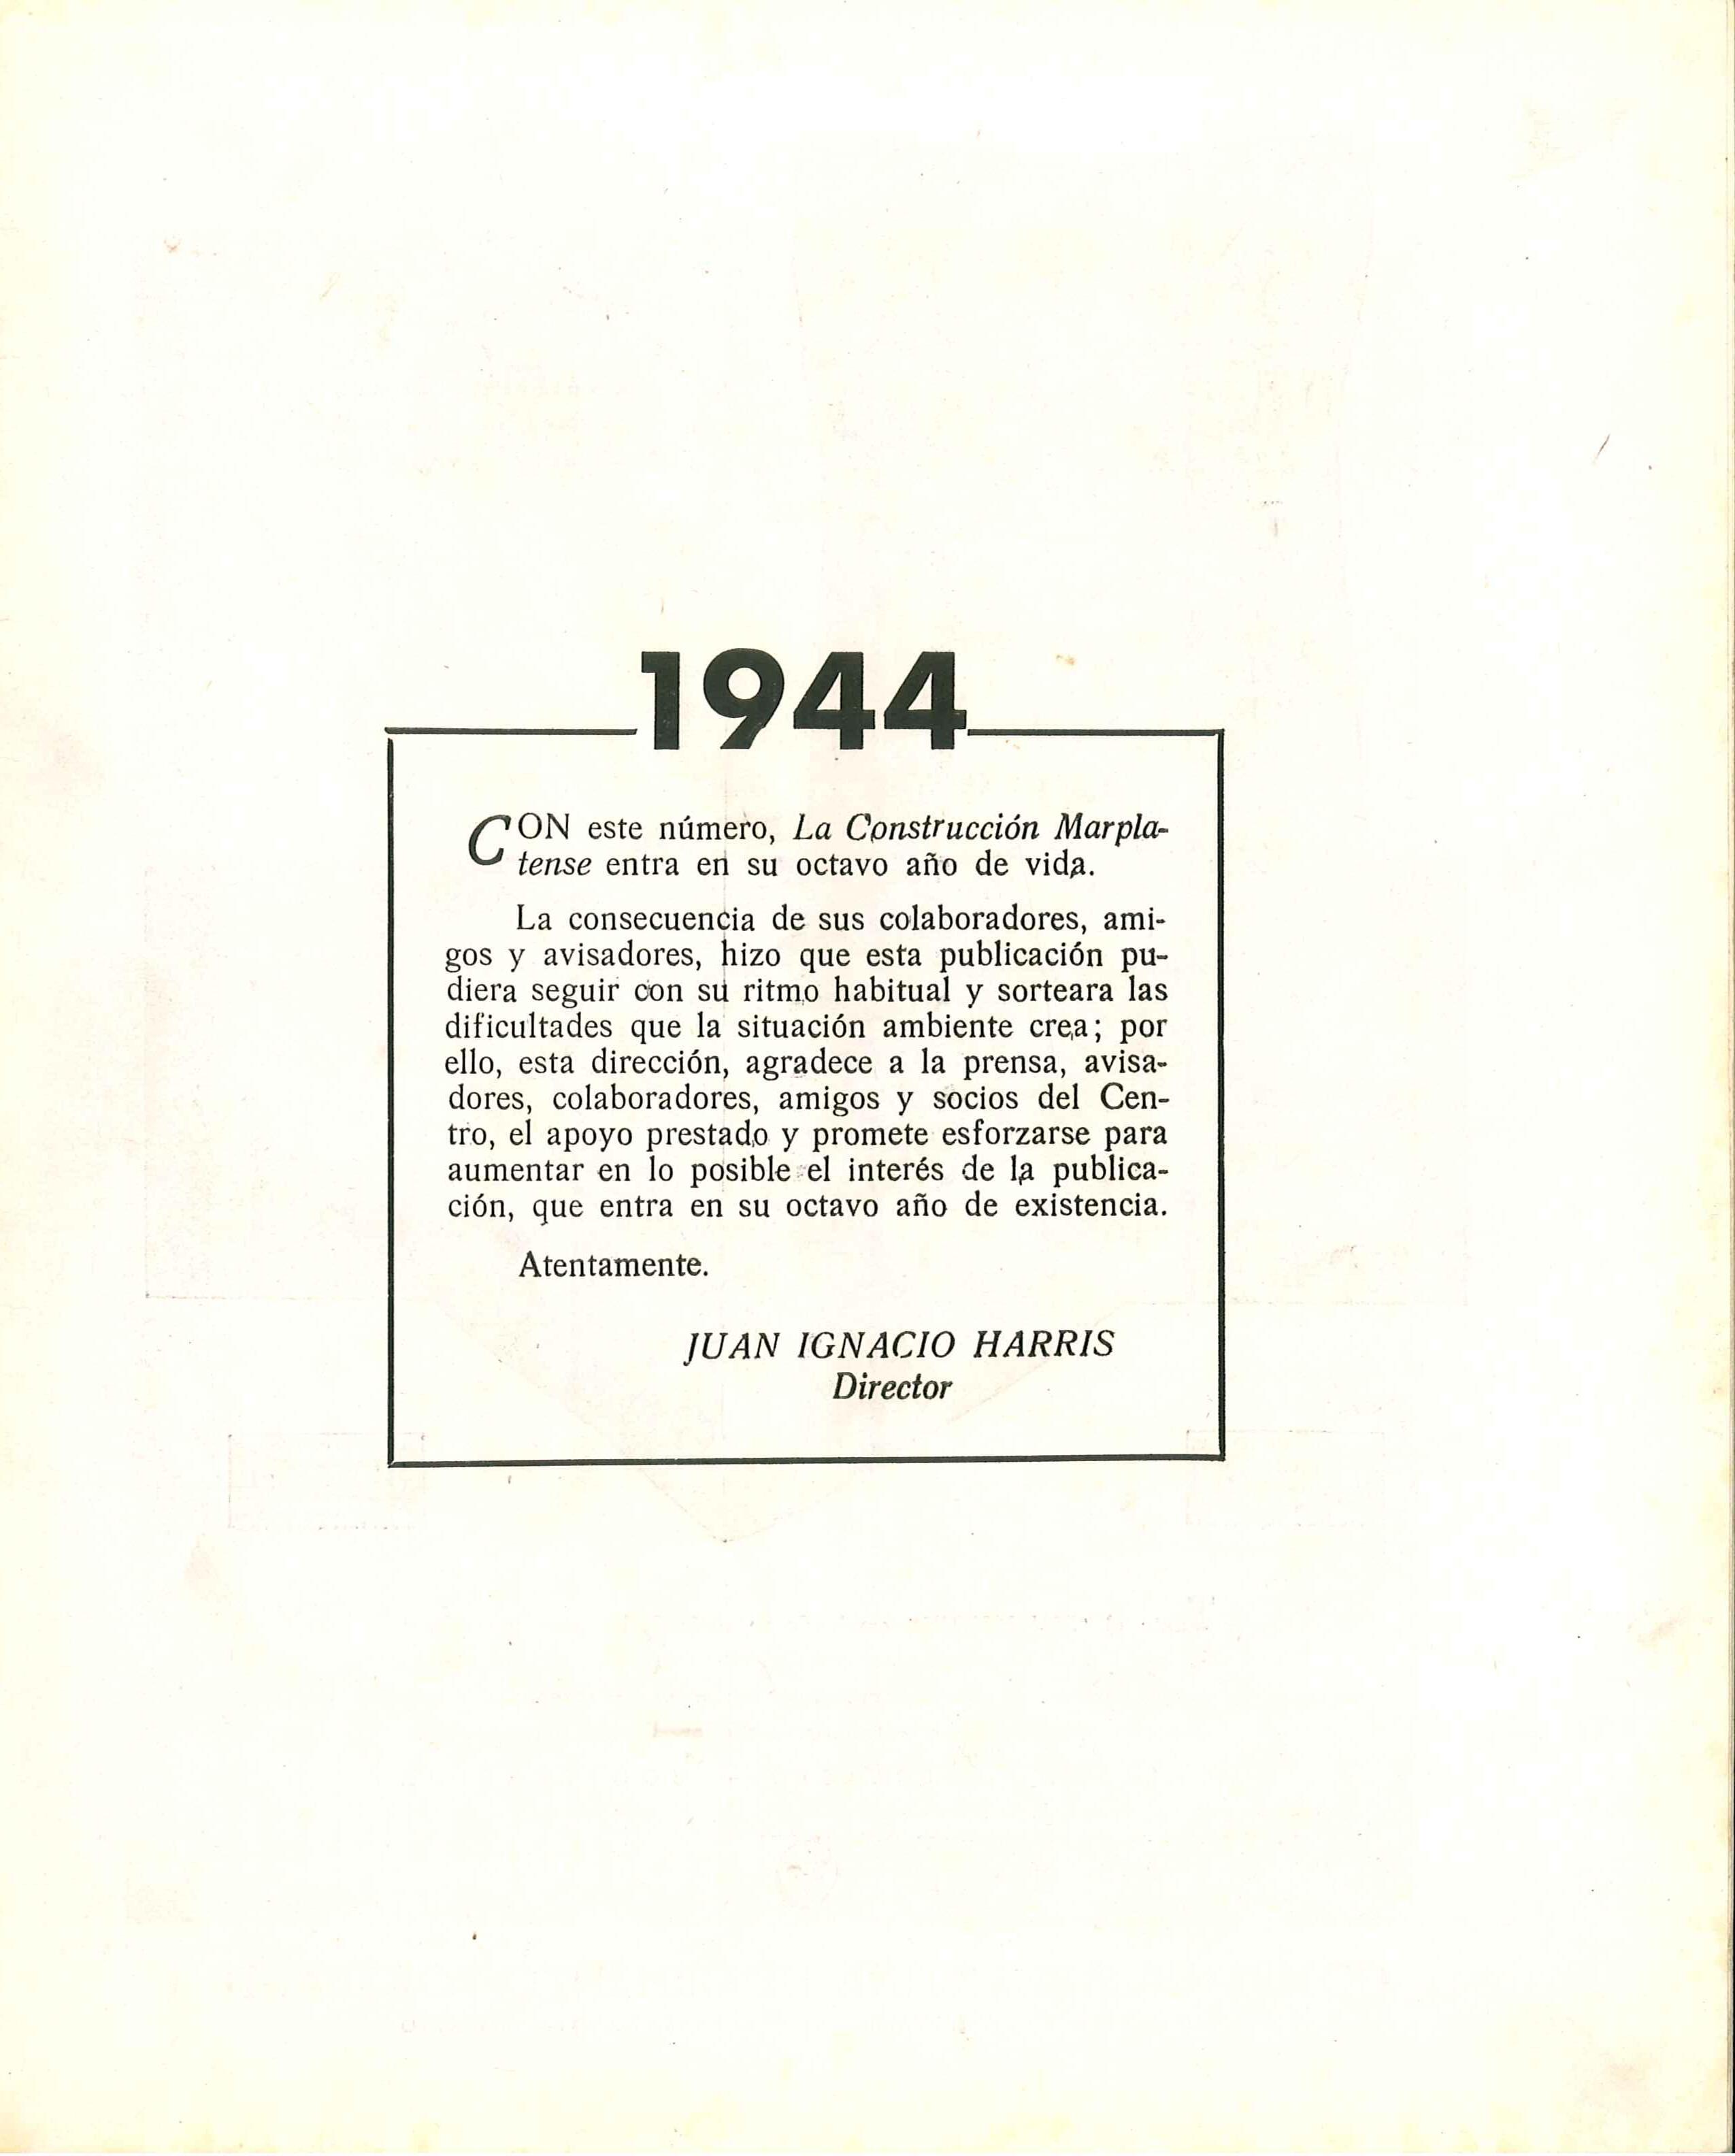 1944
CON este número, La Construcción Marpla-
tense entra en su octavo año de vida.
La consecuencia de sus colaboradores, ami-
gos y avisadores, hizo que esta publicación pu-
diera seguir con su ritmo habitual y sorteara las
dificultades que la situación ambiente crea; por
ello, esta dirección, agradece a la prensa, avisa-
dores, colaboradores, amigos y socios del Cen-
tro, el apoyo prestado y promete esforzarse para
aumentar en lo posible el interés de la publica-
ción, que entra en su octavo año de existencia.
Atentamente.
JUAN IGNACIO HARRIS
Director